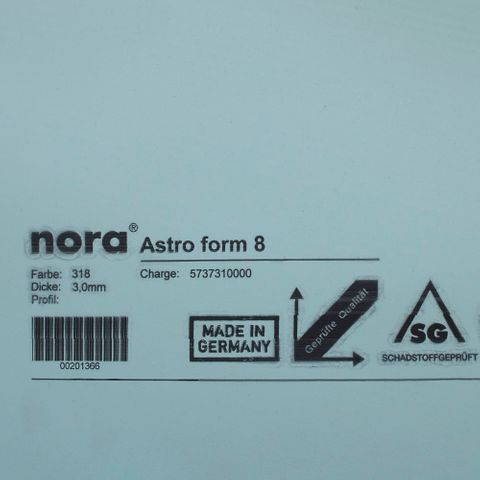 nora® Astro form 8
Farbe: 318
Charge: 5737310000
Dicke: 3,0mm
Profil:
MADE IN
GERMANY
Geprüfte Qualität
SG
SCHADSTOFFGEPRÜFT
00201366